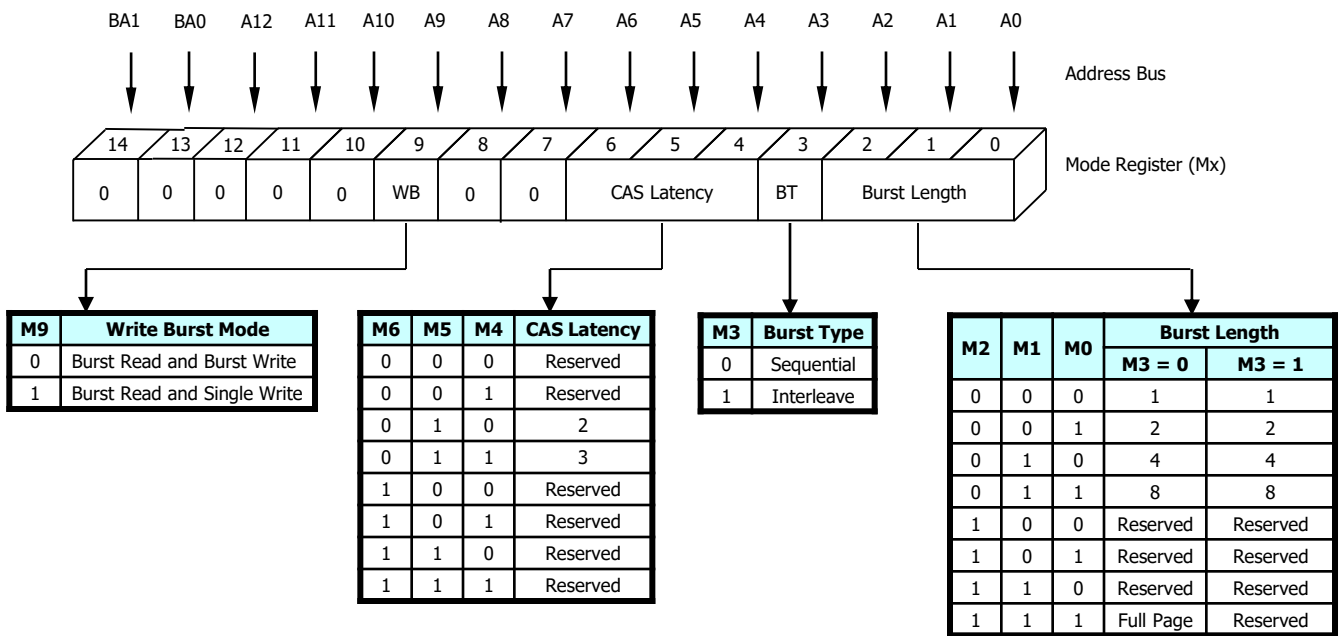 BA1 BA0 A12 A11 A10 A9 A8 A7 A6 A5 A4 A3 A2 A1 A0
Address Bus
14 13 12 11 10 9 8 7 6 5 4 3 2 1 0
Mode Register (Mx)
0 0 0 0 0 WB 0 0 CAS Latency BT Burst Length
M9 Write Burst Mode
0 Burst Read and Burst Write
1 Burst Read and Single Write
M6 M5 M4 CAS Latency
0 0 0 Reserved
0 0 1 Reserved
0 1 0 2
0 1 1 3
1 0 0 Reserved
1 0 1 Reserved
1 1 0 Reserved
1 1 1 Reserved
M3 Burst Type
0 Sequential
1 Interleave
M2 M1 M0 Burst Length
M3 = 0 M3 = 1
0 0 0 1 1
0 0 1 2 2
0 1 0 4 4
0 1 1 8 8
1 0 0 Reserved Reserved
1 0 1 Reserved Reserved
1 1 0 Reserved Reserved
1 1 1 Full Page Reserved